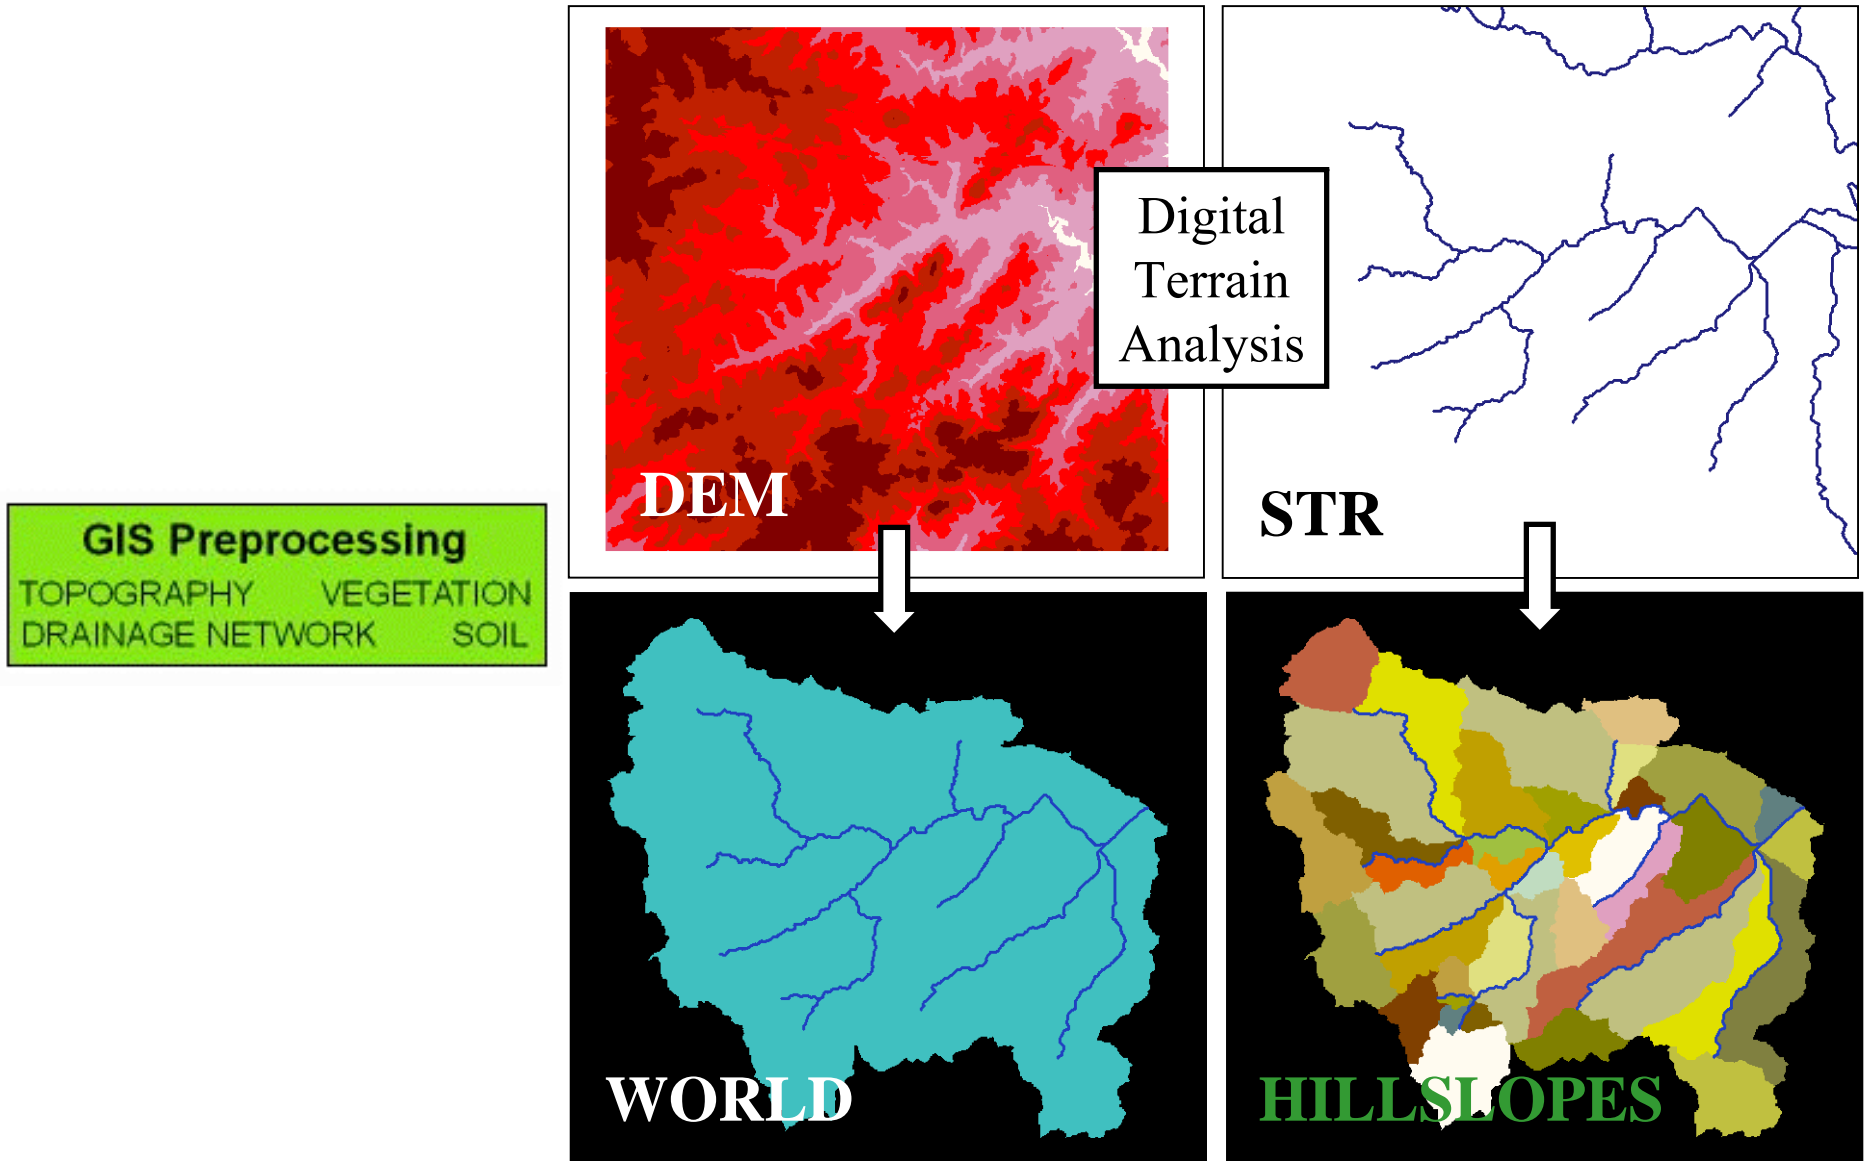 GIS Preprocessing
TOPOGRAPHY VEGETATION
DRAINAGE NETWORK SOIL
DEM
Digital
Terrain
Analysis
STR
WORLD
HILLSLOPES